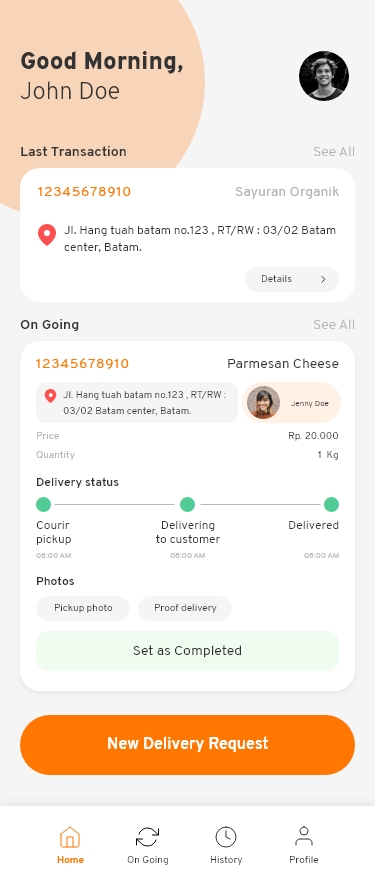 Good Morning,
John Doe
Last Transaction See All
12345678910 Sayuran Organik
Jl. Hang tuah batam no.123 , RT/RW : 03/02 Batam
center, Batam.
Details
On Going See All
12345678910 Parmesan Cheese
Jl. Hang tuah batam no.123 , RT/RW :
03/02 Batam center, Batam.
Jenny Doe
Price Rp. 20.000
Quantity 1 Kg
Delivery status
Courir Delivering Delivered
pickup to customer
08:00 AM 08:00 AM 08:00 AM
Photos
Pickup photo Proof delivery
Set as Completed
New Delivery Request
Home On Going History Profile